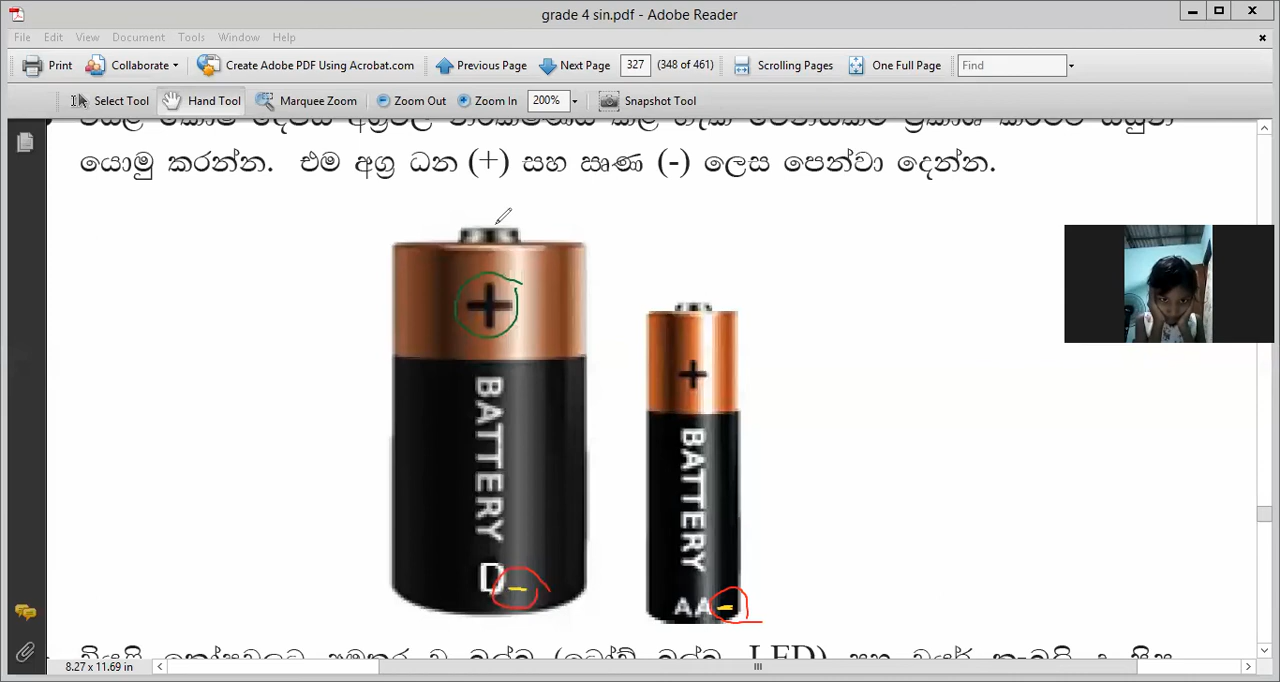 grade 4 sin.pdf - Adobe Reader
File Edit View Document Tools Window Help
Print Collaborate Create Adobe PDF Using Acrobat.com Previous Page Next Page 327 (348 of 461) Scrolling Pages One Full Page Find
Select Tool Hand Tool Marquee Zoom Zoom Out Zoom In 200% Snapshot Tool
යොමු කරන්න. එම අග්‍ර ධන (+) සහ ඍණ (-) ලෙස පෙන්වා දෙන්න.
+
+
BATTERY
BATTERY
D -
AA -
LED)
8.27 x 11.69 in